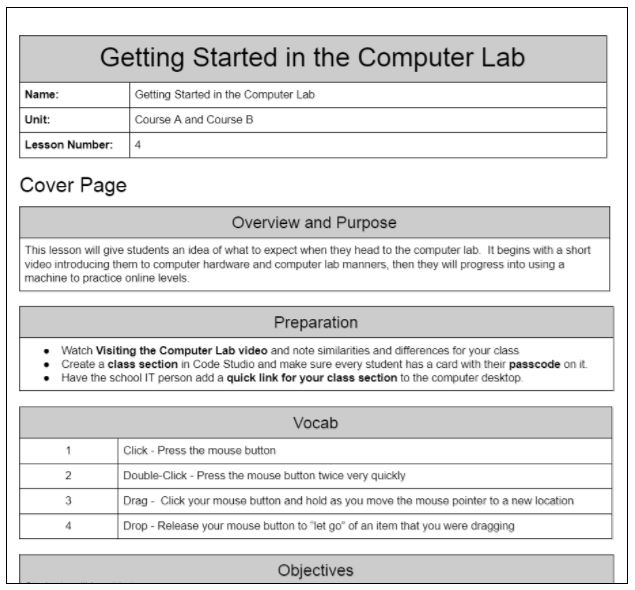 Getting Started in the Computer Lab
Name: Getting Started in the Computer Lab
Unit: Course A and Course B
Lesson Number: 4
Cover Page
Overview and Purpose
This lesson will give students an idea of what to expect when they head to the computer lab. It begins with a short
video introducing them to computer hardware and computer lab manners, then they will progress into using a
machine to practice online levels.
Preparation
● Watch Visiting the Computer Lab video and note similarities and differences for your class
● Create a class section in Code Studio and make sure every student has a card with their passcode on it.
● Have the school IT person add a quick link for your class section to the computer desktop.
Vocab
1 Click - Press the mouse button
2 Double-Click - Press the mouse button twice very quickly
3 Drag - Click your mouse button and hold as you move the mouse pointer to a new location
4 Drop - Release your mouse button to “let go” of an item that you were dragging
Objectives